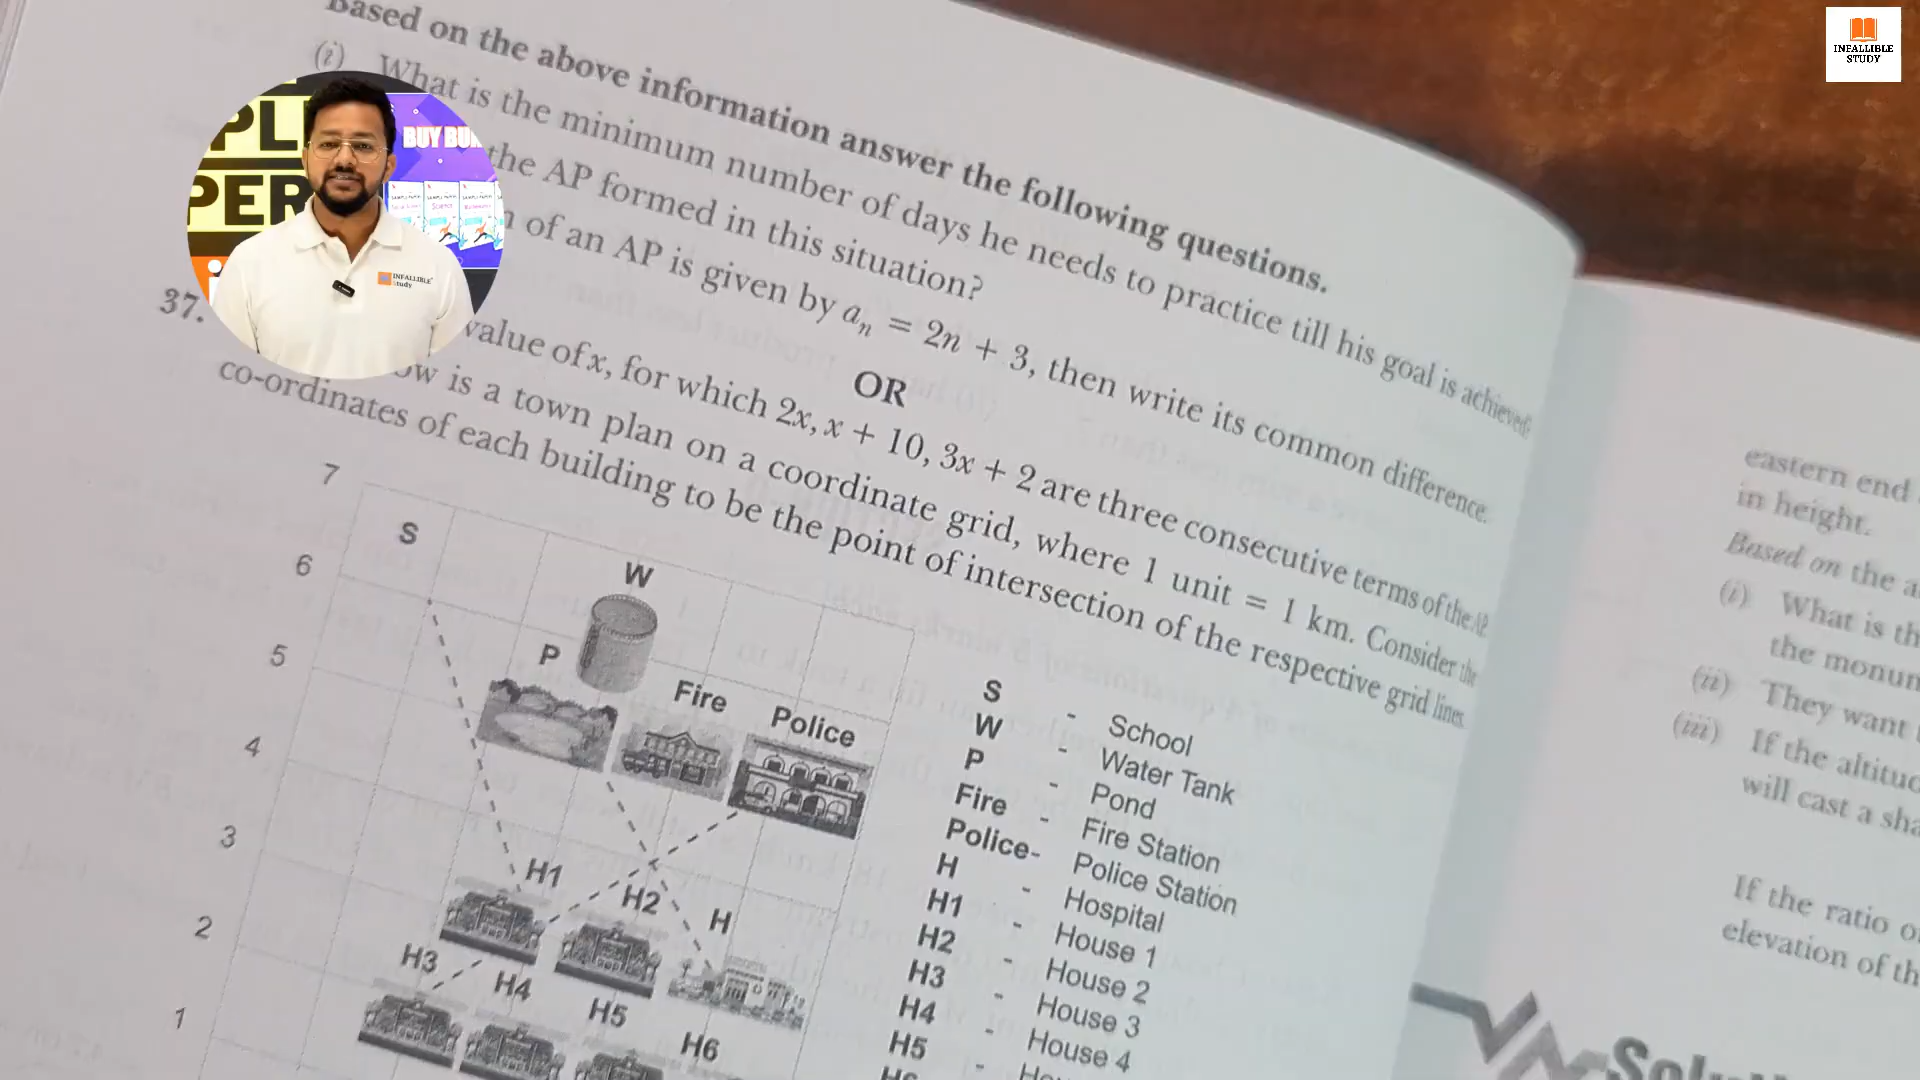 INFALLIBLE
STUDY
Based on the above information answer the following questions.
(i) What is the minimum number of days he needs to practice till his goal is achieved?
the AP formed in this situation?
of an AP is given by aₙ = 2n + 3, then write its common difference.
OR
value of x, for which 2x, x + 10, 3x + 2 are three consecutive terms of the AP.
37.
ow is a town plan on a coordinate grid, where 1 unit = 1 km. Consider the
co-ordinates of each building to be the point of intersection of the respective grid lines.
BUY
INFALLIBLE
Study
7
6
5
4
3
2
1
S
W
P
Fire
Police
H1
H2
H
H3
H4
H5
H6
S - School
W - Water Tank
P - Pond
Fire - Fire Station
Police- Police Station
H - Hospital
H1 - House 1
H2 - House 2
H3 - House 3
H4 - House 4
H5 -
eastern end
in height.
Based on the a
(i) What is th
the monun
(ii) They want
(iii) If the altitud
will cast a sha
If the ratio o
elevation of th